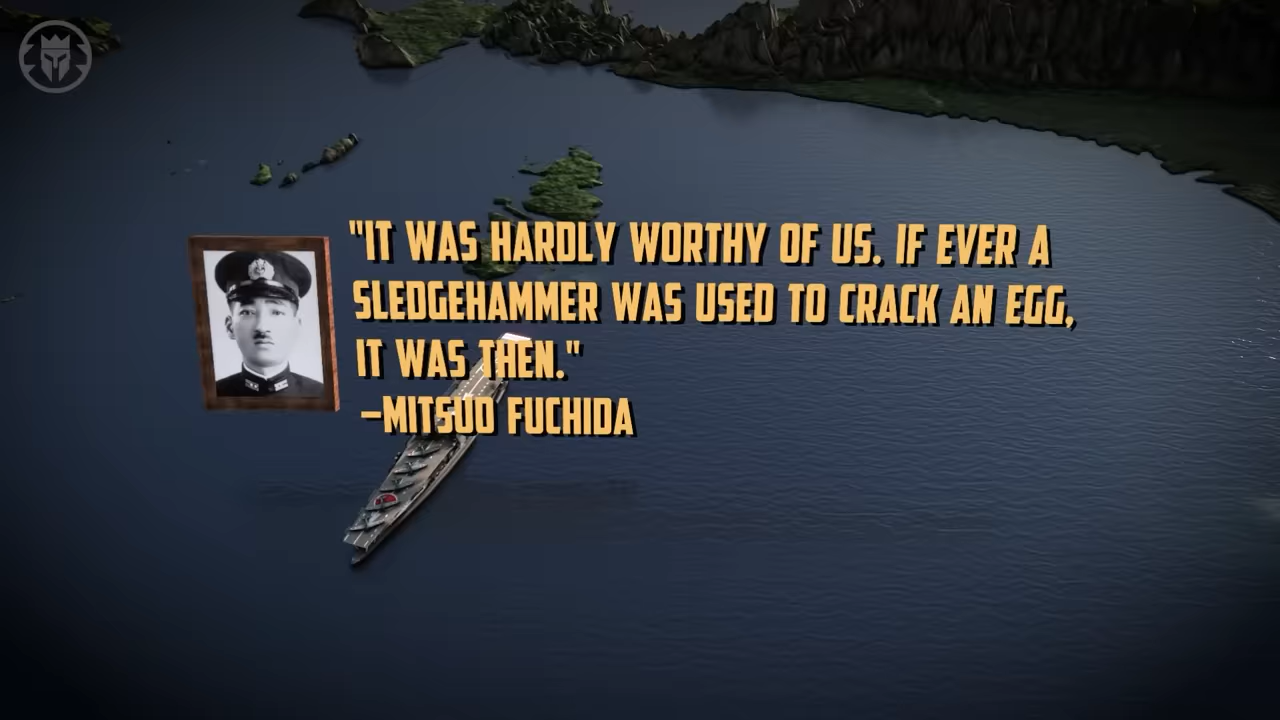 "IT WAS HARDLY WORTHY OF US. IF EVER A
SLEDGEHAMMER WAS USED TO CRACK AN EGG,
IT WAS THEN."
–MITSUO FUCHIDA